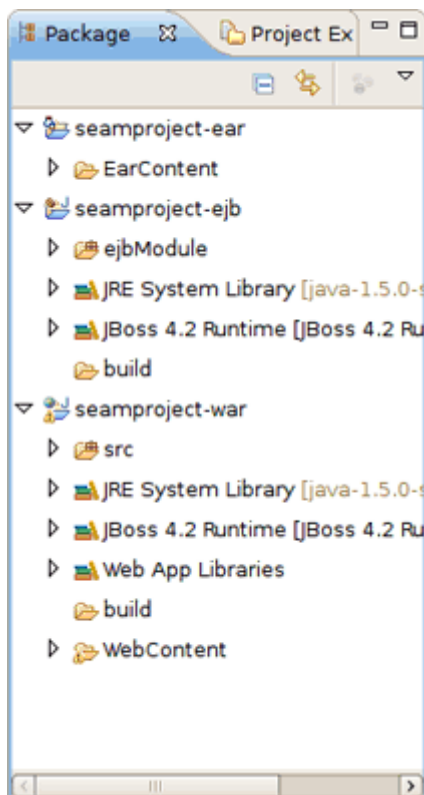 Package Project Ex
seamproject-ear
EarContent
seamproject-ejb
ejbModule
JRE System Library [java-1.5.0-s
JBoss 4.2 Runtime [JBoss 4.2 Ru
build
seamproject-war
src
JRE System Library [java-1.5.0-s
JBoss 4.2 Runtime [JBoss 4.2 Ru
Web App Libraries
build
WebContent